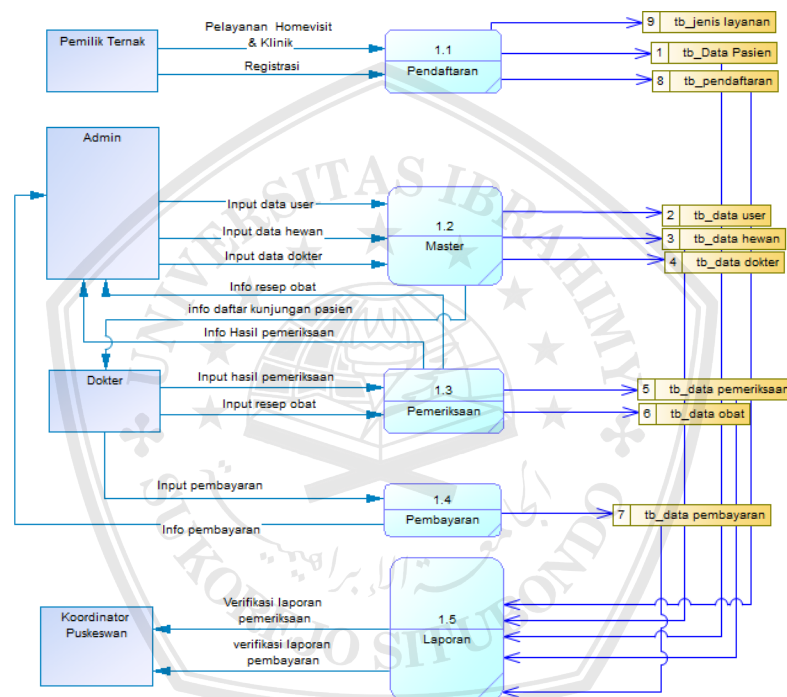 Pemilik Ternak
Pelayanan Homevisit
& Klinik
Registrasi
1.1
Pendaftaran
9 tb_jenis layanan
1 tb_Data Pasien
8 tb_pendaftaran
Admin
Input data user
Input data hewan
Input data dokter
1.2
Master
2 tb_data user
3 tb_data hewan
4 tb_data dokter
Info resep obat
info daftar kunjungan pasien
Info Hasil pemeriksaan
Dokter
Input hasil pemeriksaan
Input resep obat
1.3
Pemeriksaan
5 tb_data pemeriksaan
6 tb_data obat
Input pembayaran
Info pembayaran
1.4
Pembayaran
7 tb_data pembayaran
Koordinator
Puskeswan
Verifikasi laporan
pemeriksaan
verifikasi laporan
pembayaran
1.5
Laporan
UNIVERSITAS IBRAHIMY
SUKOREJO SITUBONDO